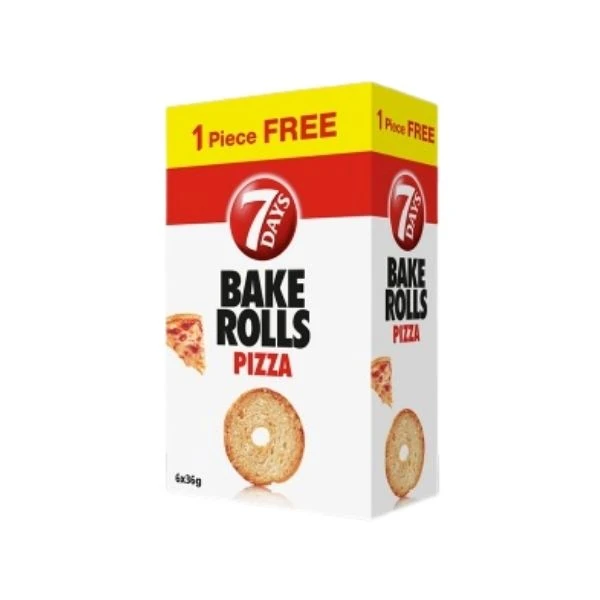 1 Piece FREE
7
DAYS
BAKE
ROLLS
PIZZA
6x36g
1 Piece FREE
7
DAYS
BAKE
ROLLS
PIZZA